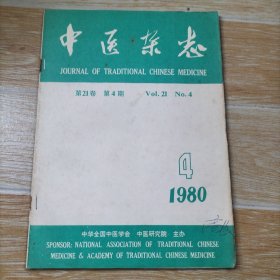 中医杂志
JOURNAL OF TRADITIONAL CHINESE MEDICINE
第21卷 第4期 Vol. 21 No. 4
4
1980
中华全国中医学会 中医研究院 主办
SPONSOR: NATIONAL ASSOCIATION OF TRADITIONAL CHINESE
MEDICINE & ACADEMY OF TRADITIONAL CHINESE MEDICINE